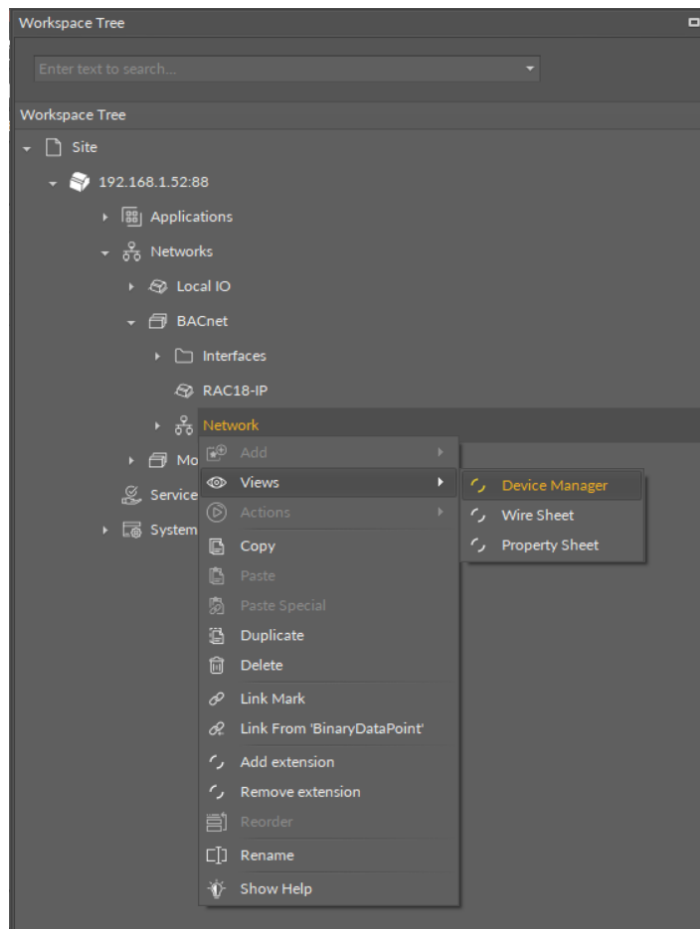 Workspace Tree
Enter text to search...
Workspace Tree
Site
192.168.1.52:88
Applications
Networks
Local IO
BACnet
Interfaces
RAC18-IP
Network
Mo
Service
System
Add
Views
Actions
Copy
Paste
Paste Special
Duplicate
Delete
Link Mark
Link From 'BinaryDataPoint'
Add extension
Remove extension
Reorder
Rename
Show Help
Device Manager
Wire Sheet
Property Sheet